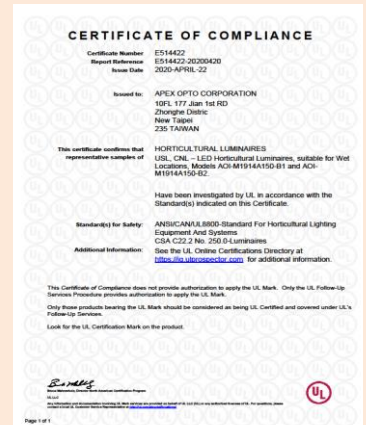 CERTIFICATE OF COMPLIANCE
Certificate Number E514422
Report Reference E514422-20200420
Issue Date 2020-APRIL-22
Issued to: APEX OPTO CORPORATION
10FL 177 Jian 1st RD
Zhonghe Distric
New Taipei
235 TAIWAN
This certificate confirms that HORTICULTURAL LUMINAIRES
representative samples of USL, CNL – LED Horticultural Luminaires, suitable for Wet
Locations, Models AOI-M1914A150-B1 and AOI-
M1914A150-B2.
Have been investigated by UL in accordance with the
Standard(s) indicated on this Certificate.
Standard(s) for Safety: ANSI/CAN/UL8800-Standard For Horticultural Lighting
Equipment And Systems
CSA C22.2 No. 250.0-Luminaires
Additional Information: See the UL Online Certifications Directory at
https://iq.ulprospector.com for additional information.
This Certificate of Compliance does not provide authorization to apply the UL Mark. Only the UL Follow-Up
Services Procedure provides authorization to apply the UL Mark.
Only those products bearing the UL Mark should be considered as being UL Certified and covered under UL's
Follow-Up Services.
Look for the UL Certification Mark on the product.
UL LLC
UL
Page 1 of 1